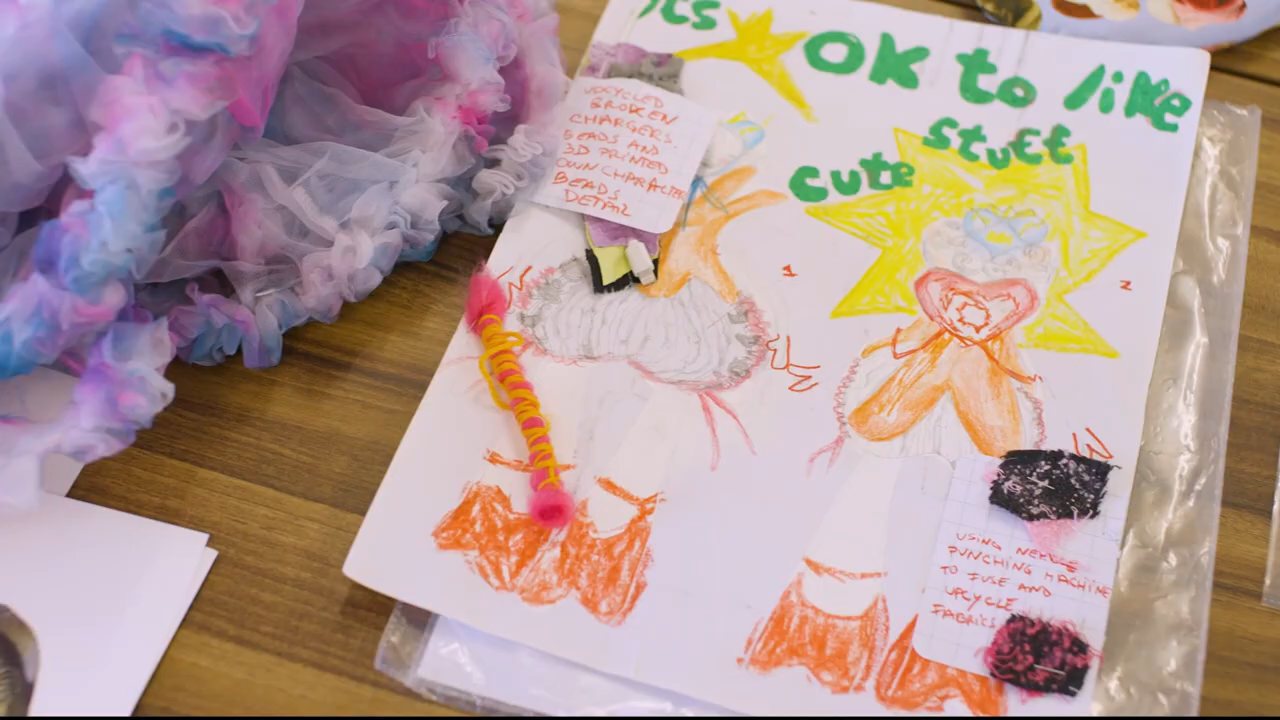 its OK to like
cute stuff
UPCYCLED
BROKEN
CHARGERS.
BEADS AND
3D PRINTED
OWN CHARACTER
BEADS
DETAIL
1
2
USING NEEDLE
PUNCHING MACHINE
TO FUSE AND
UPCYCLE
FABRICS